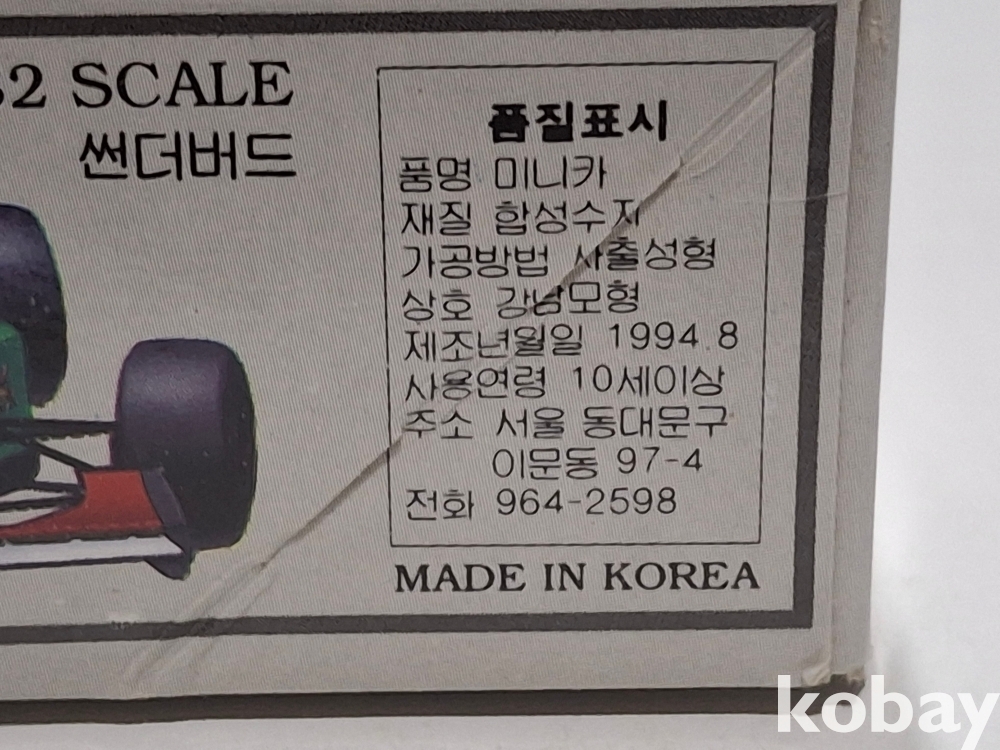 32 SCALE
썬더버드
품질표시
품명 미니카
재질 합성수지
가공방법 사출성형
상호 강남모형
제조년월일 1994.8
사용연령 10세이상
주소 서울 동대문구
이문동 97-4
전화 964-2598
MADE IN KOREA
kobay